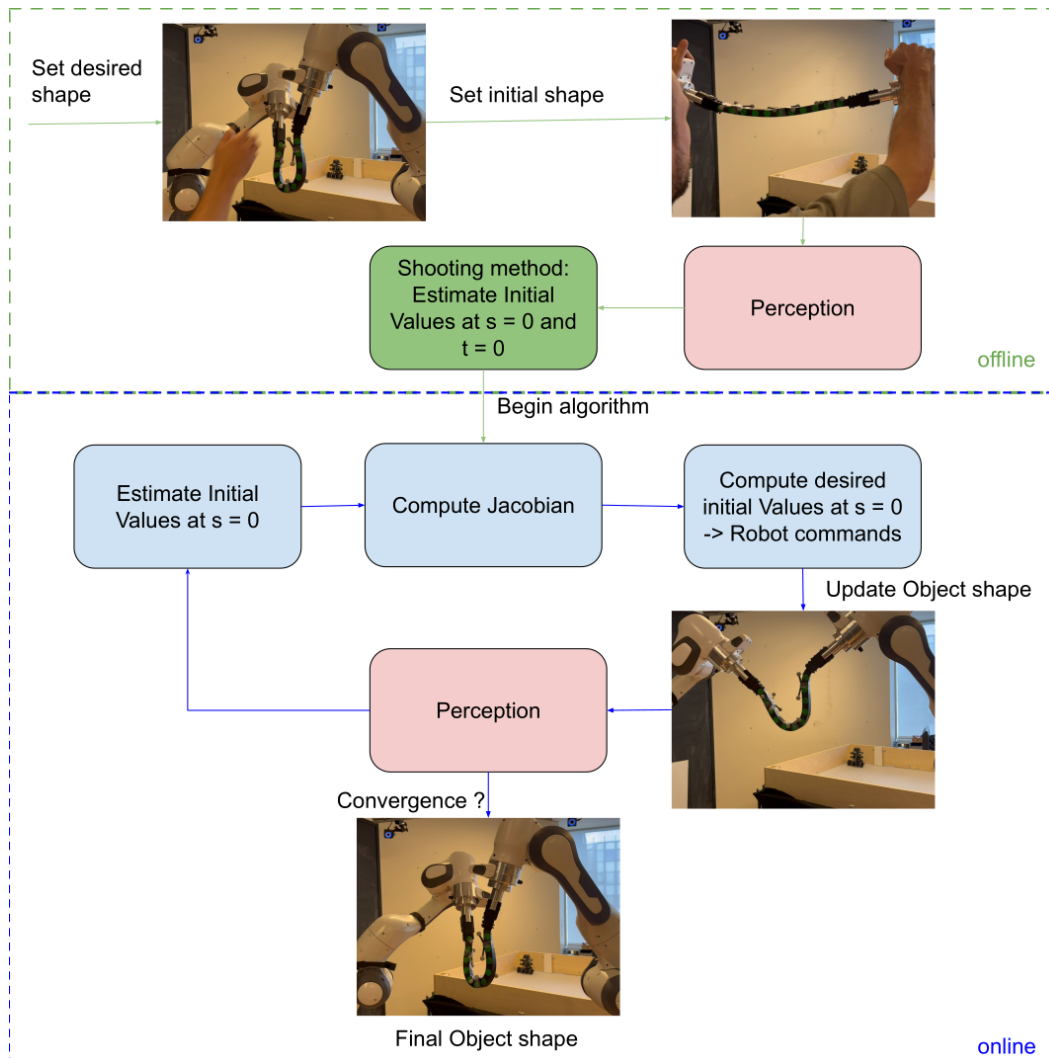 Set desired
shape
Set initial shape
Shooting method:
Estimate Initial
Values at s = 0 and
t = 0
Perception
offline
Begin algorithm
Estimate Initial
Values at s = 0
Compute Jacobian
Compute desired
initial Values at s = 0
-> Robot commands
Update Object shape
Perception
Convergence ?
Final Object shape
online